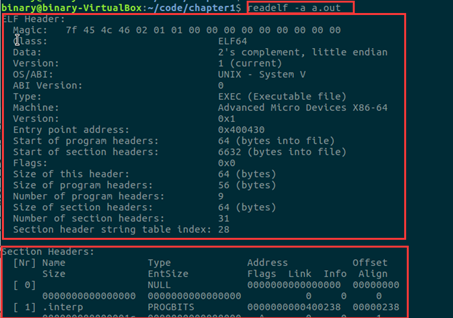 binary@binary-VirtualBox:~/code/chapter1$ readelf -a a.out
ELF Header:
Magic: 7f 45 4c 46 02 01 01 00 00 00 00 00 00 00 00 00
Class: ELF64
Data: 2's complement, little endian
Version: 1 (current)
OS/ABI: UNIX - System V
ABI Version: 0
Type: EXEC (Executable file)
Machine: Advanced Micro Devices X86-64
Version: 0x1
Entry point address: 0x400430
Start of program headers: 64 (bytes into file)
Start of section headers: 6632 (bytes into file)
Flags: 0x0
Size of this header: 64 (bytes)
Size of program headers: 56 (bytes)
Number of program headers: 9
Size of section headers: 64 (bytes)
Number of section headers: 31
Section header string table index: 28
Section Headers:
[Nr] Name Type Address Offset
Size EntSize Flags Link Info Align
[ 0] NULL 0000000000000000 00000000
0000000000000000 0000000000000000 0 0 0
[ 1] .interp PROGBITS 0000000000400238 00000238